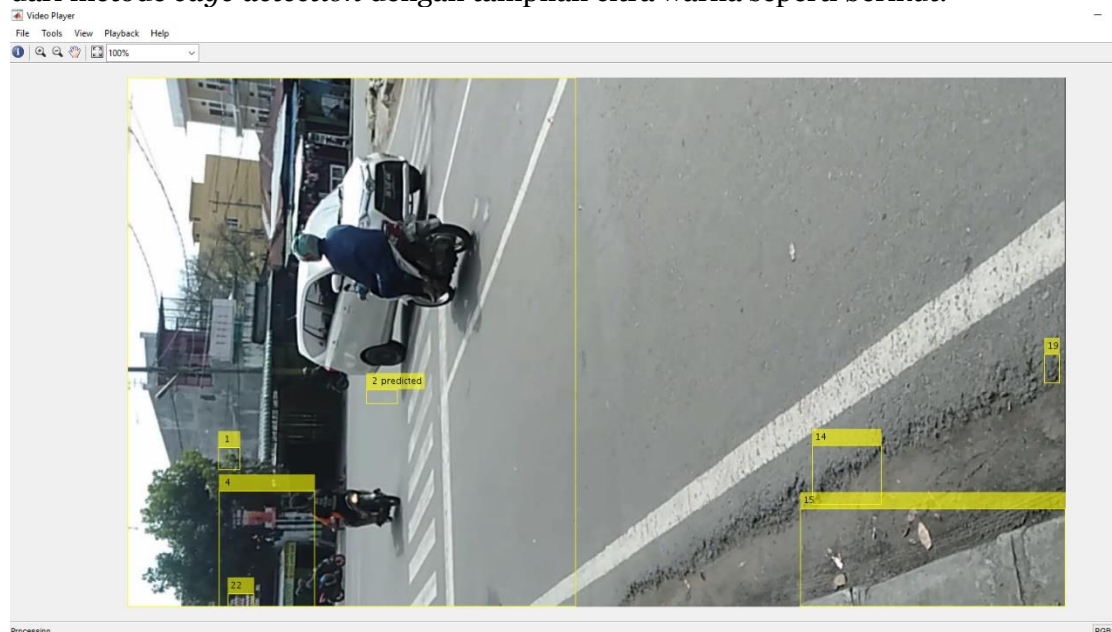 dari metode edge detection dengan tampilan citra warna seperti berikut.
Video Player
File Tools View Playback Help
100%
2 predicted
19
1
14
4
15
22
Processing
RGB